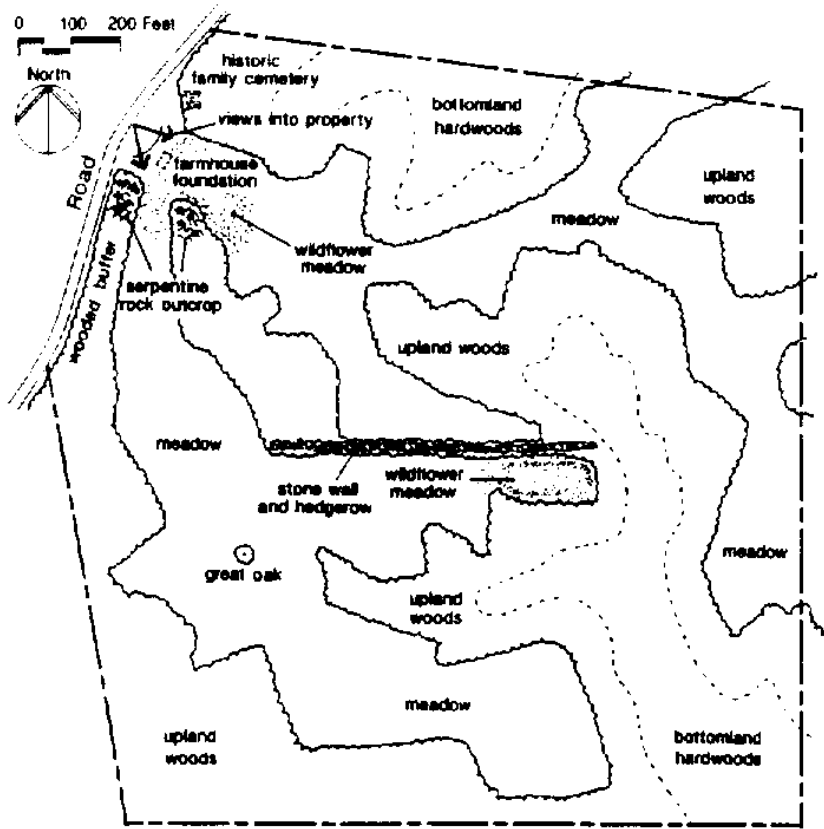 0 100 200 Feet
North
historic
family cemetery
bottomland
hardwoods
views into property
Road
farmhouse
foundation
upland
woods
meadow
wildflower
meadow
serpentine
rock outcrop
wooded buffer
upland woods
meadow
stone wall
and hedgerow
wildflower
meadow
meadow
great oak
upland
woods
meadow
upland
woods
bottomland
hardwoods